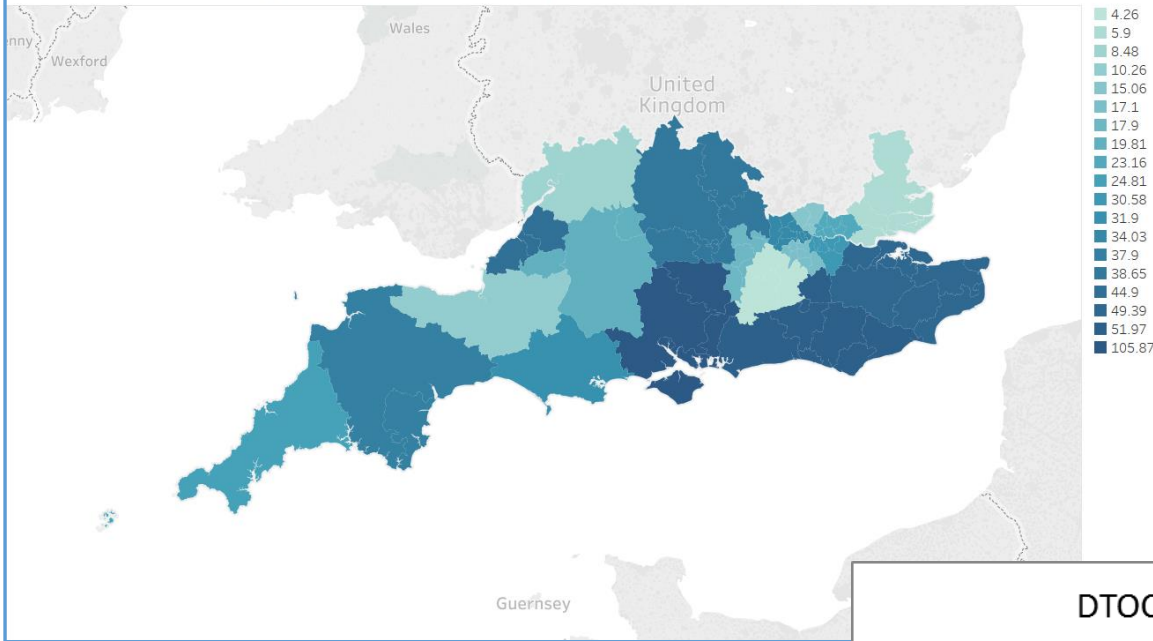 Wales
nny
Wexford
United
Kingdom
Guernsey
4.26
5.9
8.48
10.26
15.06
17.1
17.9
19.81
23.16
24.81
30.58
31.9
34.03
37.9
38.65
44.9
49.39
51.97
105.87
DTOC